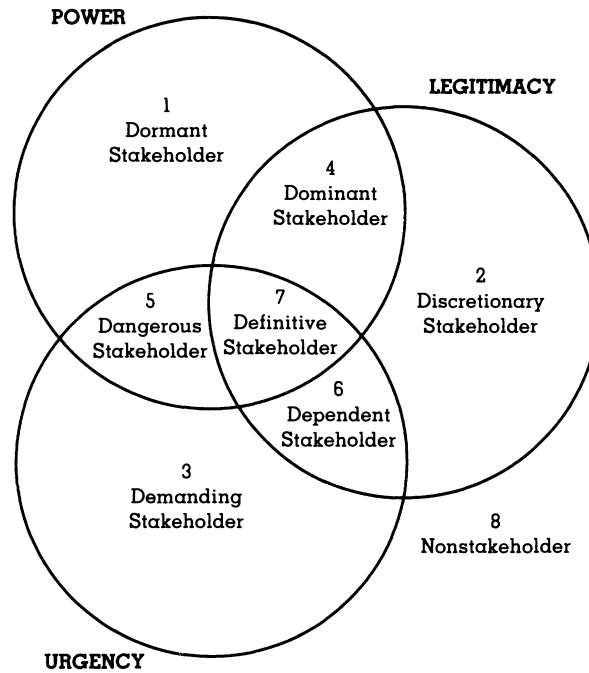 POWER
LEGITIMACY
1
Dormant
Stakeholder
4
Dominant
Stakeholder
2
Discretionary
Stakeholder
5
Dangerous
Stakeholder
7
Definitive
Stakeholder
6
Dependent
Stakeholder
3
Demanding
Stakeholder
8
Nonstakeholder
URGENCY